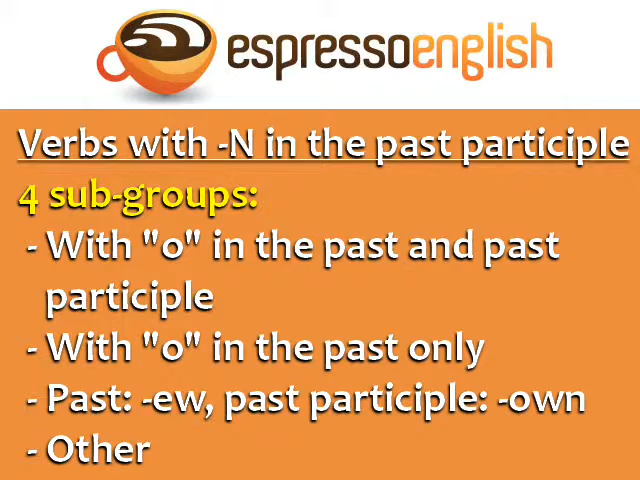 espressoenglish
Verbs with -N in the past participle
4 sub-groups:
- With "o" in the past and past
participle
- With "o" in the past only
- Past: -ew, past participle: -own
- Other